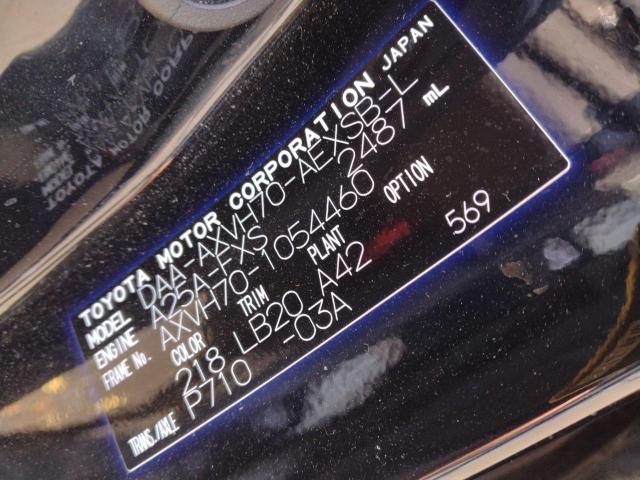 TOYOTA MOTOR CORPORATION JAPAN
MODEL DAA-AXVH70-AEXSB-L
ENGINE A25A-FXS 2487 mL
FRAME No. AXVH70-1054460
COLOR TRIM PLANT OPTION
218 LB20 A42
TRANS./AXLE P710 -03A 569